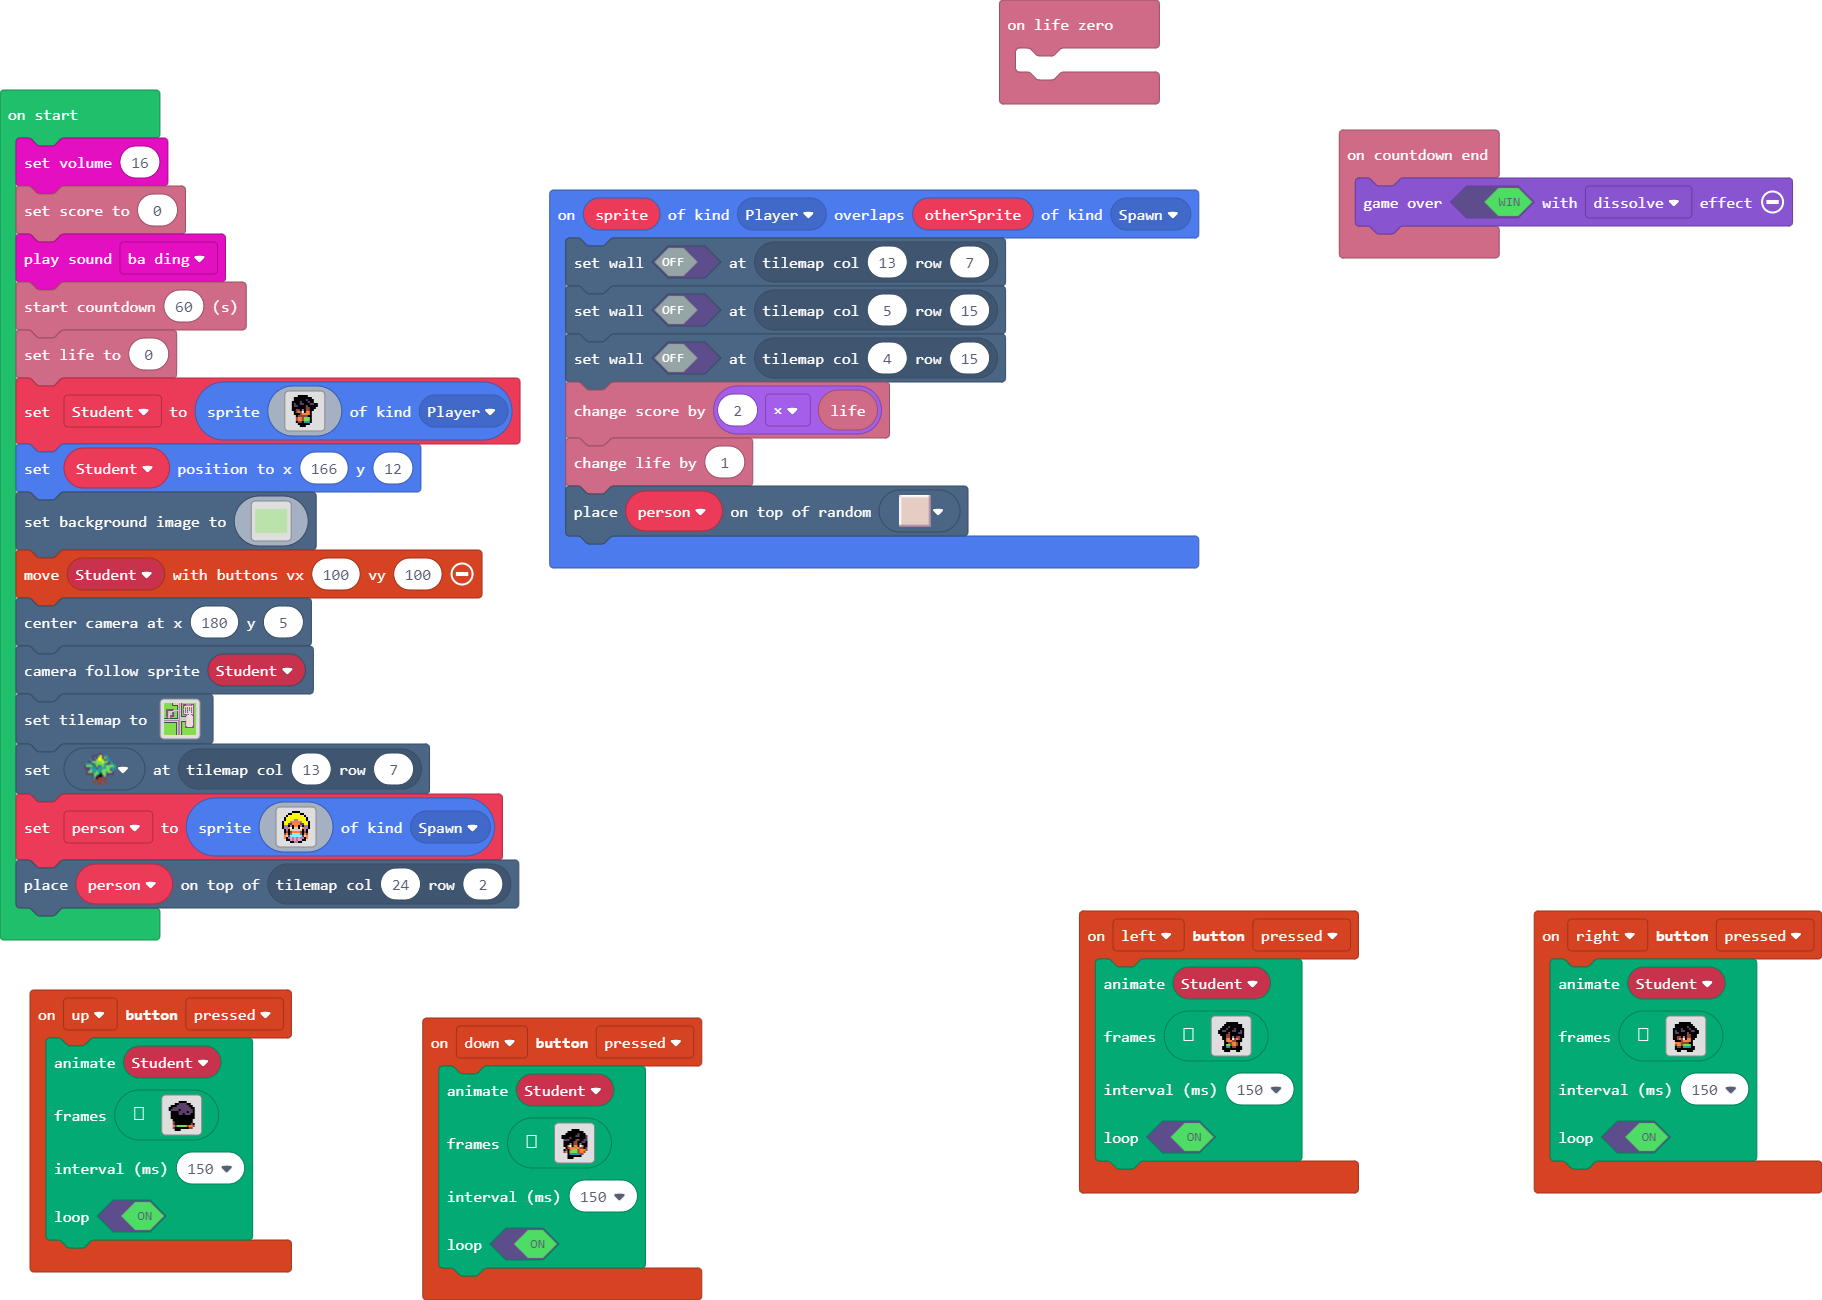 on life zero
on start
set volume 16
set score to 0
play sound ba ding
start countdown 60 (s)
set life to 0
set Student to sprite of kind Player
set Student position to x 166 y 12
set background image to
move Student with buttons vx 100 vy 100
center camera at x 180 y 5
camera follow sprite Student
set tilemap to
set at tilemap col 13 row 7
set person to sprite of kind Spawn
place person on top of tilemap col 24 row 2
on sprite of kind Player overlaps otherSprite of kind Spawn
set wall OFF at tilemap col 13 row 7
set wall OFF at tilemap col 5 row 15
set wall OFF at tilemap col 4 row 15
change score by 2 × life
change life by 1
place person on top of random
on countdown end
game over WIN with dissolve effect
on up button pressed
animate Student
frames
interval (ms) 150
loop ON
on down button pressed
animate Student
frames
interval (ms) 150
loop ON
on left button pressed
animate Student
frames
interval (ms) 150
loop ON
on right button pressed
animate Student
frames
interval (ms) 150
loop ON